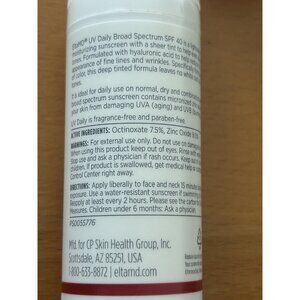 EltaMD® UV Daily Broad Spectrum SPF 40 is a
moisturizing sunscreen with a sheer tint to help
tones. Formulated with hyaluronic acid to help
appearance of fine lines and wrinkles.
of color, this deep tinted formula leaves no white
tones.
It is ideal for daily use on normal, dry and combin
broad spectrum sunscreen contains micronized zinc
your skin from damaging UVA (aging) and UVB (burning
UV Daily is fragrance-free and paraben-free.
ACTIVE INGREDIENTS: Octinoxate 7.5%, Zinc Oxide
WARNINGS: For external use only. Do not use on damaged
When using this product keep out of eyes. Rinse with
Stop use and ask a physician if rash occurs. Keep out
children. If product is swallowed, get medical help or
Control Center right away.
DIRECTIONS: Apply liberally to face and neck 15 minutes
exposure. Use a water-resistant sunscreen if swimming
Reapply at least every 2 hours. Please see the
Measures. Children under 6 months: Ask a physician.
Mfd. for CP Skin Health Group, Inc.
Scottsdale, AZ 85251, USA
1-800-633-8872 | eltamd.com